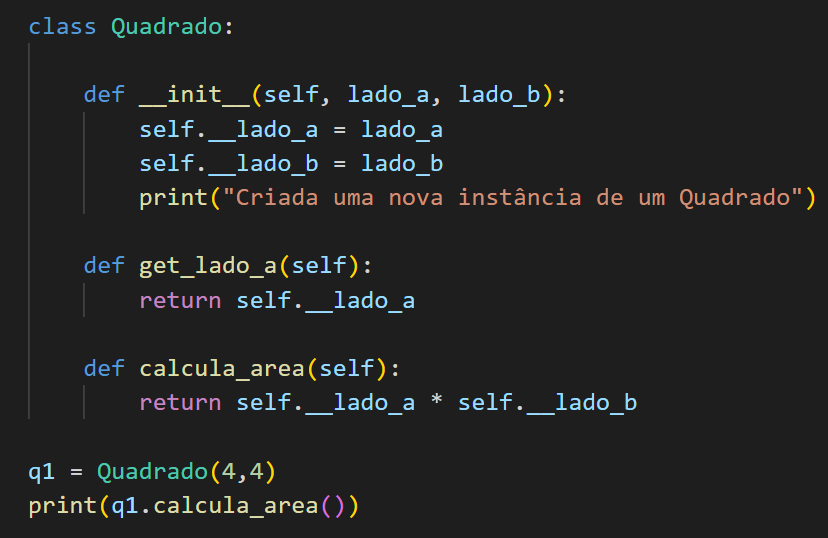 class Quadrado:
def __init__(self, lado_a, lado_b):
self.__lado_a = lado_a
self.__lado_b = lado_b
print("Criada uma nova instância de um Quadrado")
def get_lado_a(self):
return self.__lado_a
def calcula_area(self):
return self.__lado_a * self.__lado_b
q1 = Quadrado(4,4)
print(q1.calcula_area())